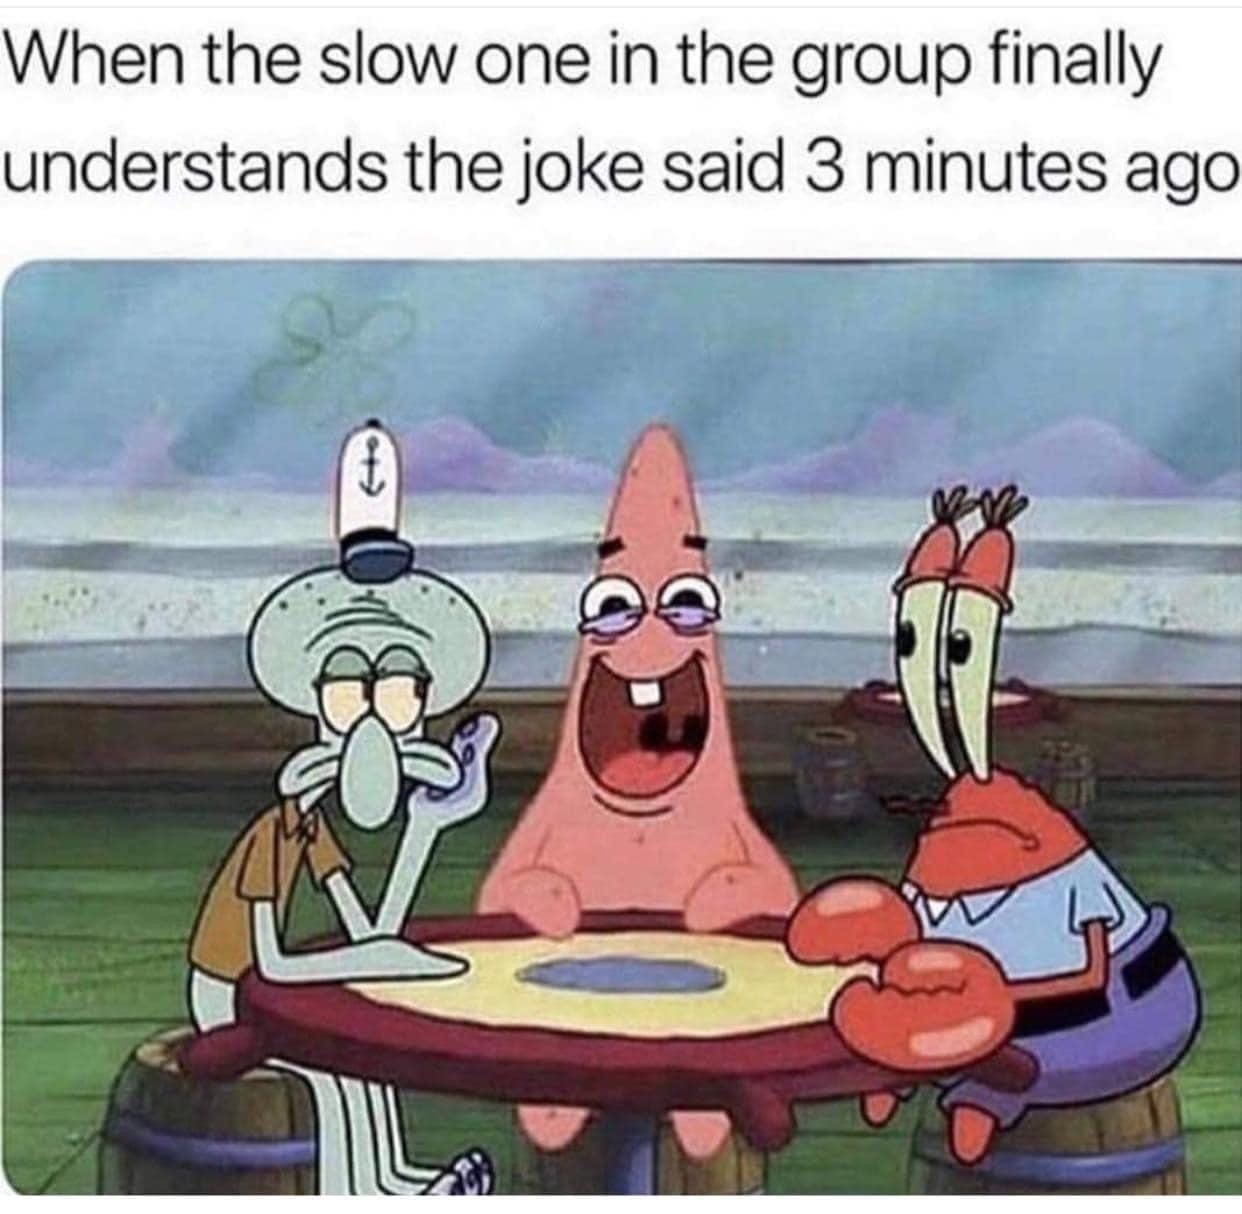 When the slow one in the group finally
understands the joke said 3 minutes ago